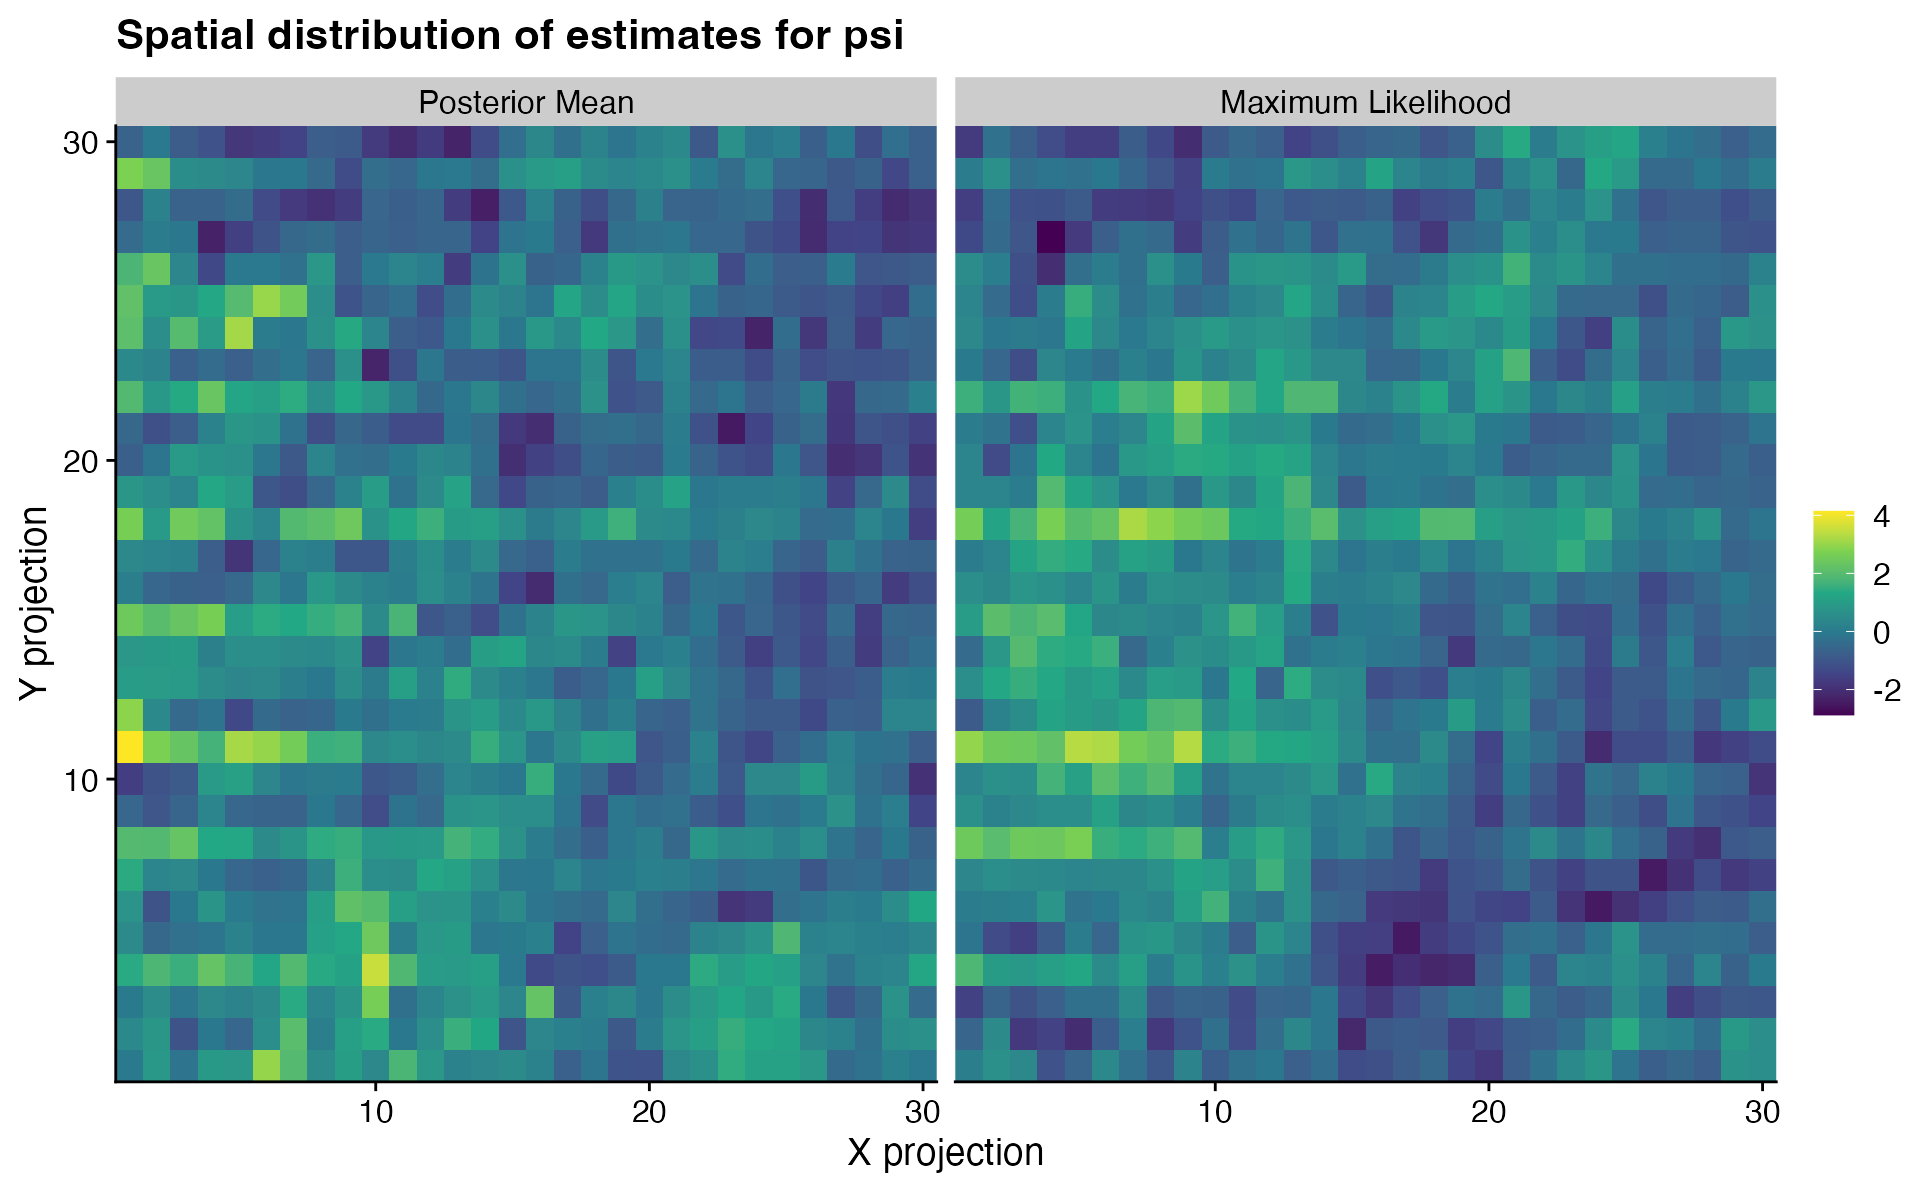 Spatial distribution of estimates for psi
Posterior Mean
Maximum Likelihood
30
20
10
Y projection
10
20
30
10
20
30
X projection
4
2
0
-2